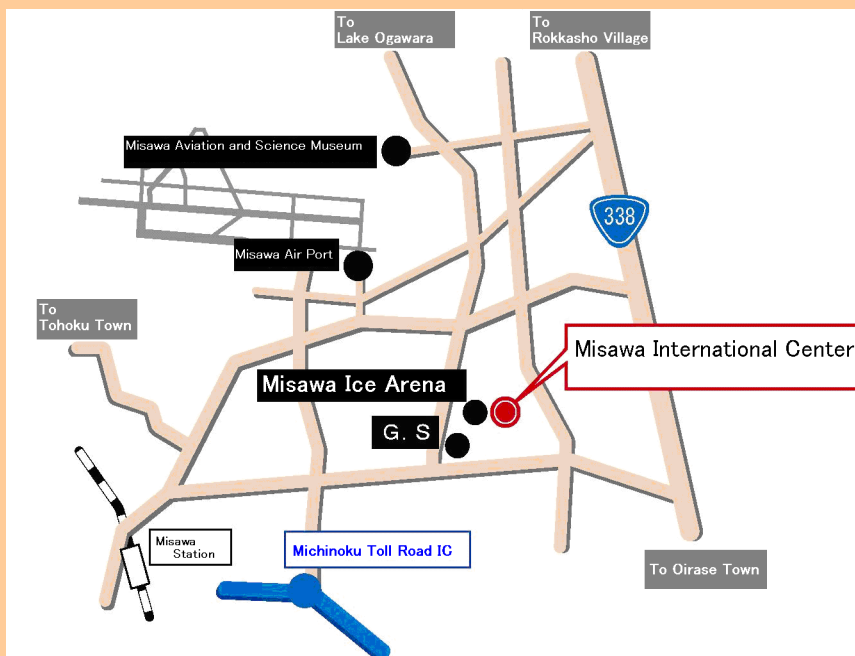 To
Lake Ogawara
To
Rokkasho Village
Misawa Aviation and Science Museum
338
Misawa Air Port
To
Tohoku Town
Misawa International Center
Misawa Ice Arena
G. S
Misawa
Station
Michinoku Toll Road IC
To Oirase Town